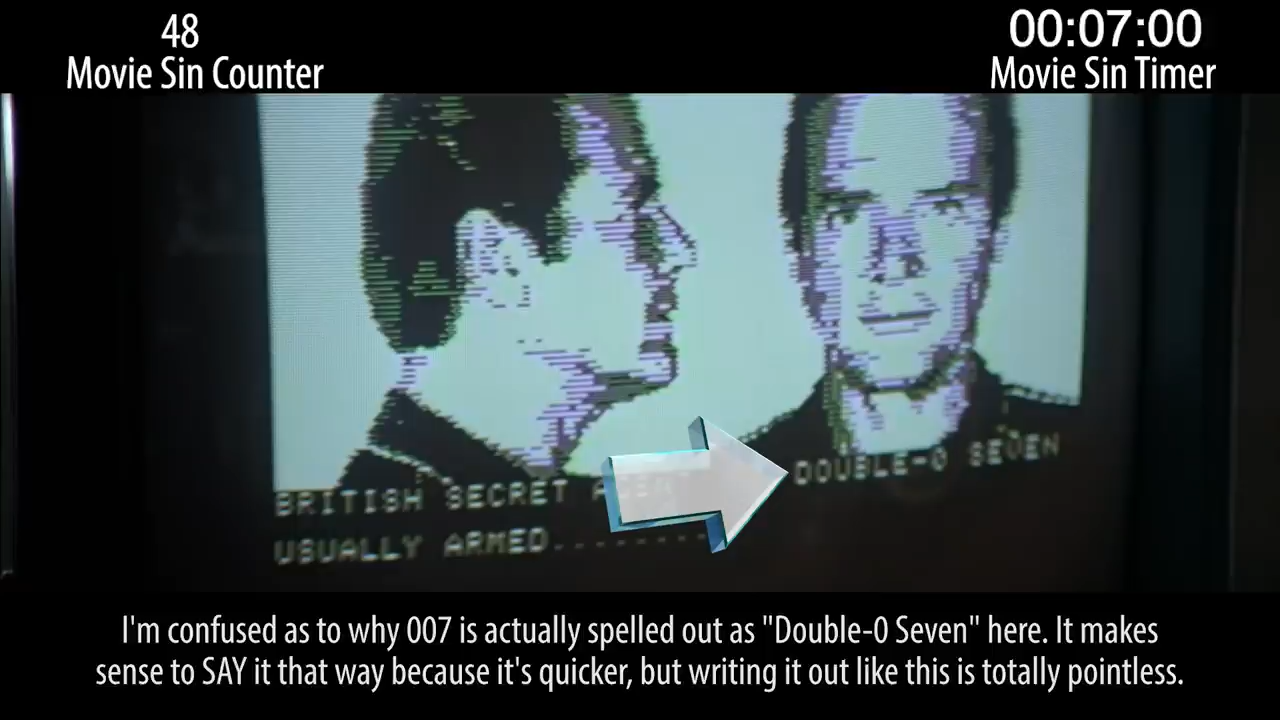 48
Movie Sin Counter
00:07:00
Movie Sin Timer
BRITISH SECRET AGENT
DOUBLE-0 SEVEN
USUALLY ARMED........
I'm confused as to why 007 is actually spelled out as "Double-0 Seven" here. It makes
sense to SAY it that way because it's quicker, but writing it out like this is totally pointless.